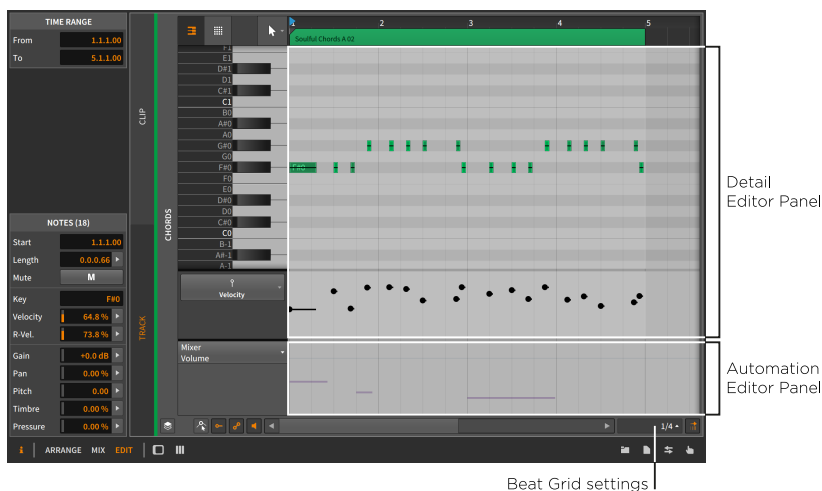 TIME RANGE
From 1.1.1.00
To 5.1.1.00
CLIP
TRACK
CHORDS
1 2 3 4 5
Soulful Chords A 02
F1
E1
D#1
D1
C#1
C1
B0
A#0
A0
G#0
G0
F#0
F#0
F0
E0
D#0
D0
C#0
C0
B-1
A#-1
A-1
NOTES (18)
Start 1.1.1.00
Length 0.0.0.66
Mute M
Key F#0
Velocity 64.8 %
R-Vel. 73.8 %
Gain +0.0 dB
Pan 0.00 %
Pitch 0.00
Timbre 0.00 %
Pressure 0.00 %
Velocity
Mixer
Volume
1/4
i ARRANGE MIX EDIT
Detail
Editor Panel
Automation
Editor Panel
Beat Grid settings